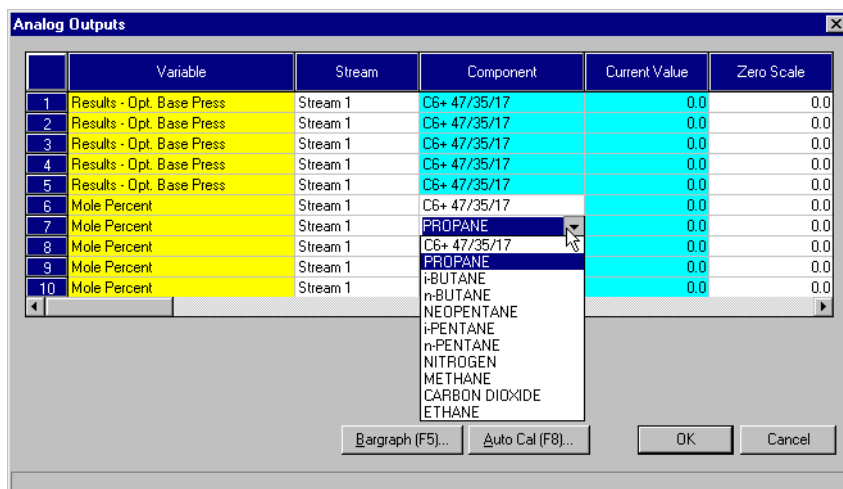 Analog Outputs
Variable Stream Component Current Value Zero Scale
1 Results - Opt. Base Press Stream 1 C6+ 47/35/17 0.0 0.0
2 Results - Opt. Base Press Stream 1 C6+ 47/35/17 0.0 0.0
3 Results - Opt. Base Press Stream 1 C6+ 47/35/17 0.0 0.0
4 Results - Opt. Base Press Stream 1 C6+ 47/35/17 0.0 0.0
5 Results - Opt. Base Press Stream 1 C6+ 47/35/17 0.0 0.0
6 Mole Percent Stream 1 C6+ 47/35/17 0.0 0.0
7 Mole Percent Stream 1 PROPANE 0.0 0.0
8 Mole Percent Stream 1 C6+ 47/35/17 0.0 0.0
PROPANE
9 Mole Percent Stream 1 i-BUTANE 0.0 0.0
10 Mole Percent Stream 1 n-BUTANE 0.0 0.0
NEOPENTANE
i-PENTANE
n-PENTANE
NITROGEN
METHANE
CARBON DIOXIDE
ETHANE
Bargraph (F5)... Auto Cal (F8)... OK Cancel